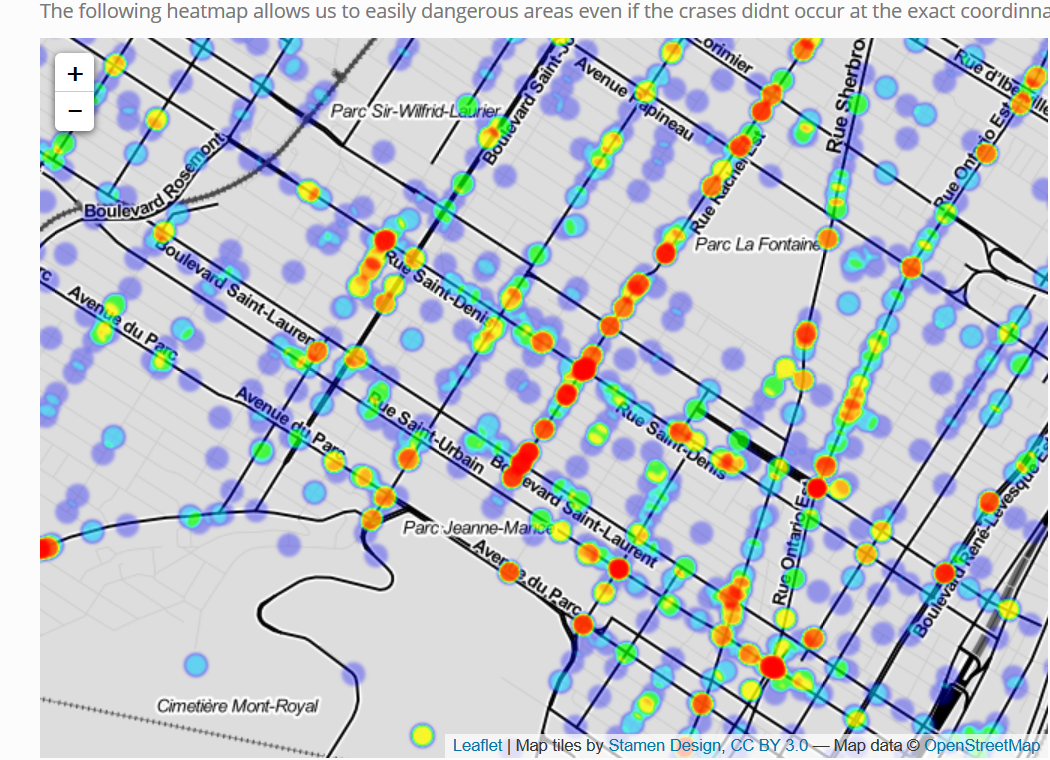 The following heatmap allows us to easily dangerous areas even if the crases didnt occur at the exact coordinna
+
−
Parc Sir-Wilfrid-Laurier
Boulevard Saint-J
Avenue Papineau
Lorimier
Rue Sherbro
Rue d'Iberville
Rue Ontario Est
Rue Rachel Est
Boulevard Rosemont
Parc La Fontaine
rc
Boulevard Saint-Laurent
Rue Saint-Denis
Avenue du Parc
Avenue du Parc
Rue Saint-Urbain
Rue Saint-Denis
Boulevard Saint-Laurent
Rue Ontario Est
Boulevard René-Lévesque Es
Parc Jeanne-Mance
Avenue du Parc
Cimetière Mont-Royal
Leaflet | Map tiles by Stamen Design, CC BY 3.0 — Map data © OpenStreetMap